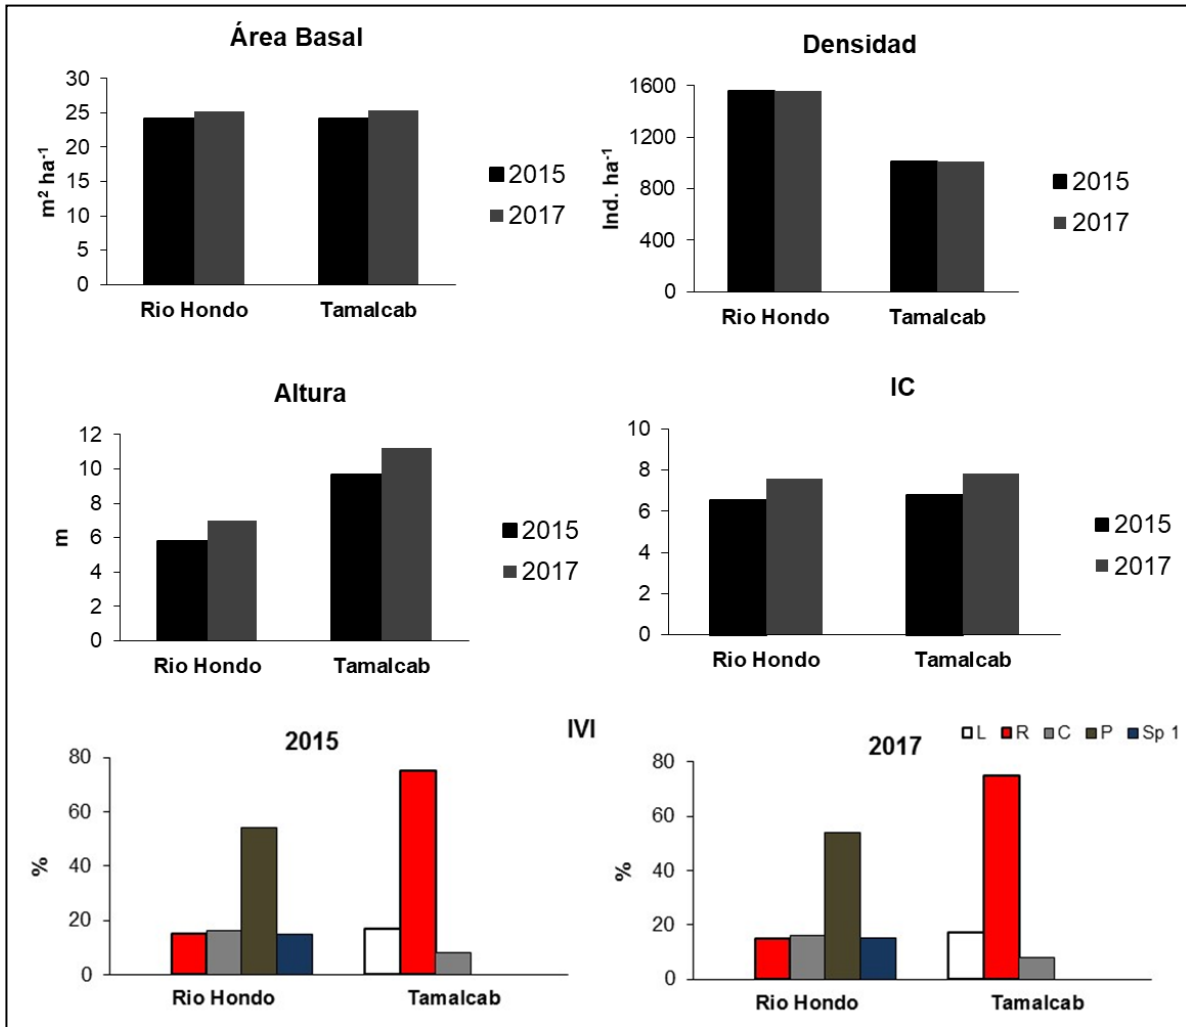 Área Basal
30
25
20
15
10
5
0
m² ha⁻¹
Rio Hondo
Tamalcab
2015
2017
Densidad
1600
1200
800
400
0
Ind. ha⁻¹
Rio Hondo
Tamalcab
2015
2017
Altura
12
10
8
6
4
2
0
m
Rio Hondo
Tamalcab
2015
2017
IC
10
8
6
4
2
0
Rio Hondo
Tamalcab
2015
2017
IVI
2015
80
60
40
20
0
%
Rio Hondo
Tamalcab
2017
L R C P Sp 1
80
60
40
20
0
%
Rio Hondo
Tamalcab